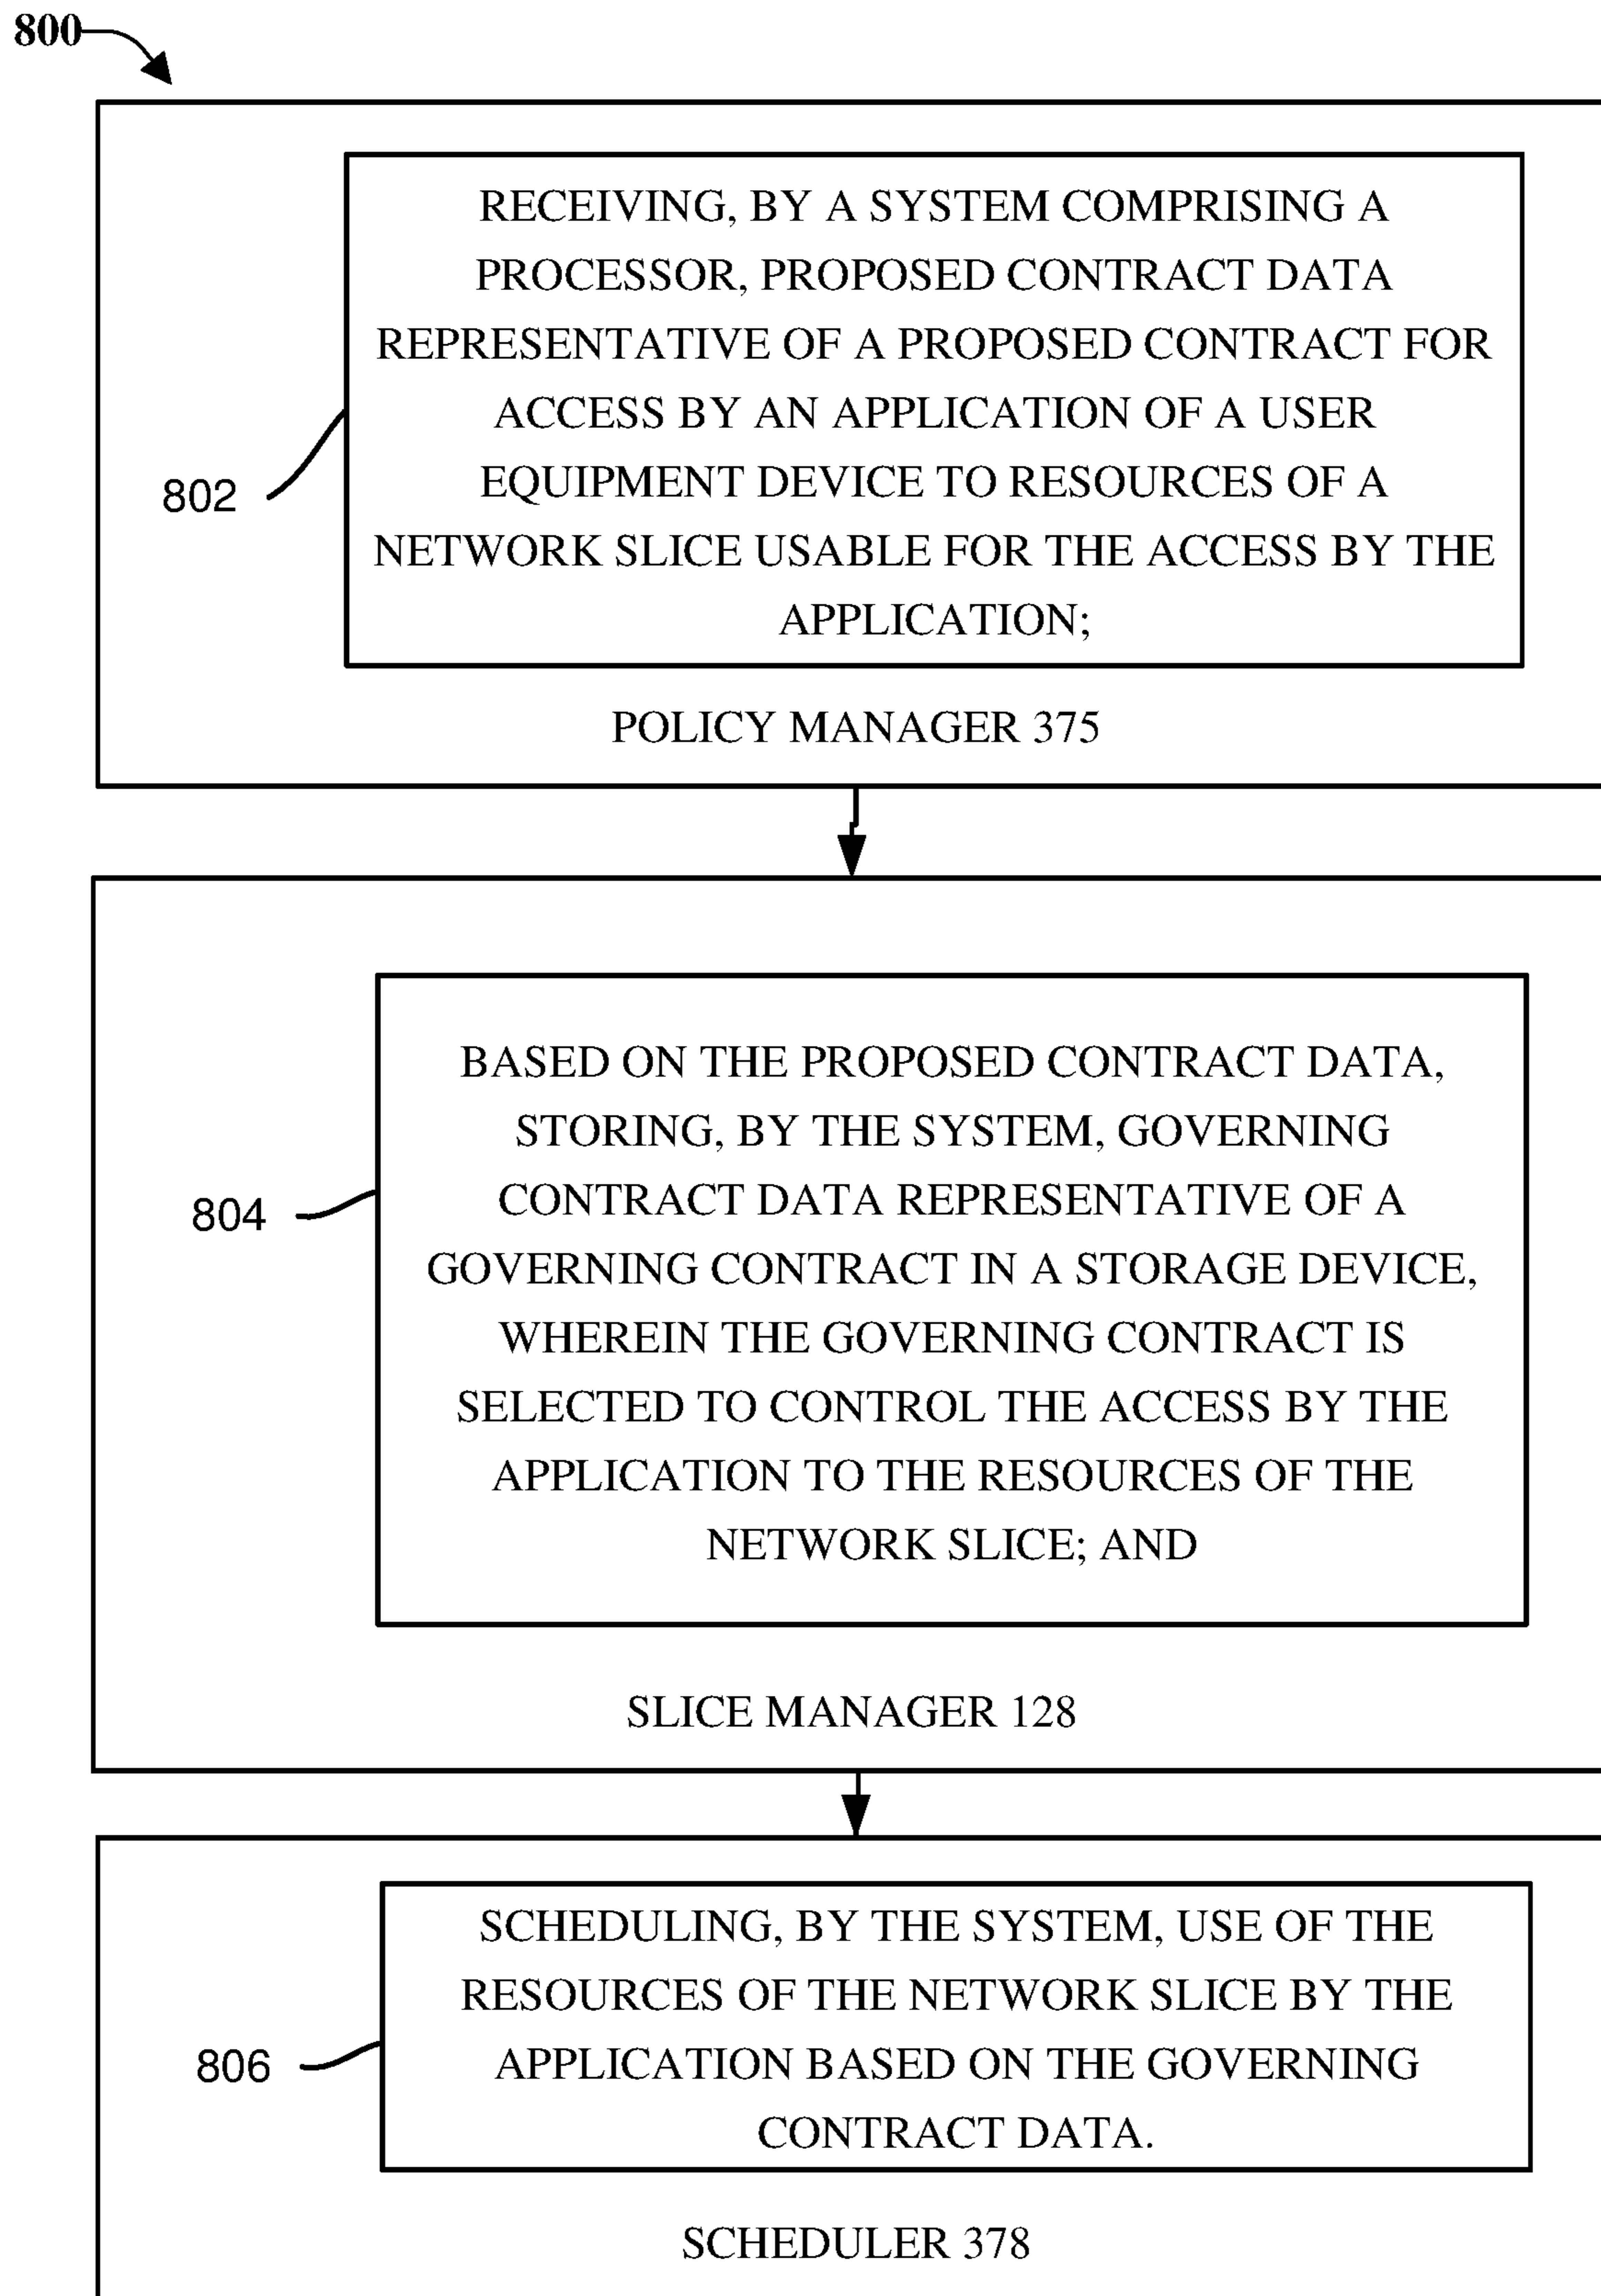 800
RECEIVING, BY A SYSTEM COMPRISING A
PROCESSOR, PROPOSED CONTRACT DATA
REPRESENTATIVE OF A PROPOSED CONTRACT FOR
ACCESS BY AN APPLICATION OF A USER
EQUIPMENT DEVICE TO RESOURCES OF A
NETWORK SLICE USABLE FOR THE ACCESS BY THE
APPLICATION;
802
POLICY MANAGER 375
BASED ON THE PROPOSED CONTRACT DATA,
STORING, BY THE SYSTEM, GOVERNING
CONTRACT DATA REPRESENTATIVE OF A
GOVERNING CONTRACT IN A STORAGE DEVICE,
WHEREIN THE GOVERNING CONTRACT IS
SELECTED TO CONTROL THE ACCESS BY THE
APPLICATION TO THE RESOURCES OF THE
NETWORK SLICE; AND
804
SLICE MANAGER 128
SCHEDULING, BY THE SYSTEM, USE OF THE
RESOURCES OF THE NETWORK SLICE BY THE
APPLICATION BASED ON THE GOVERNING
CONTRACT DATA.
806
SCHEDULER 378